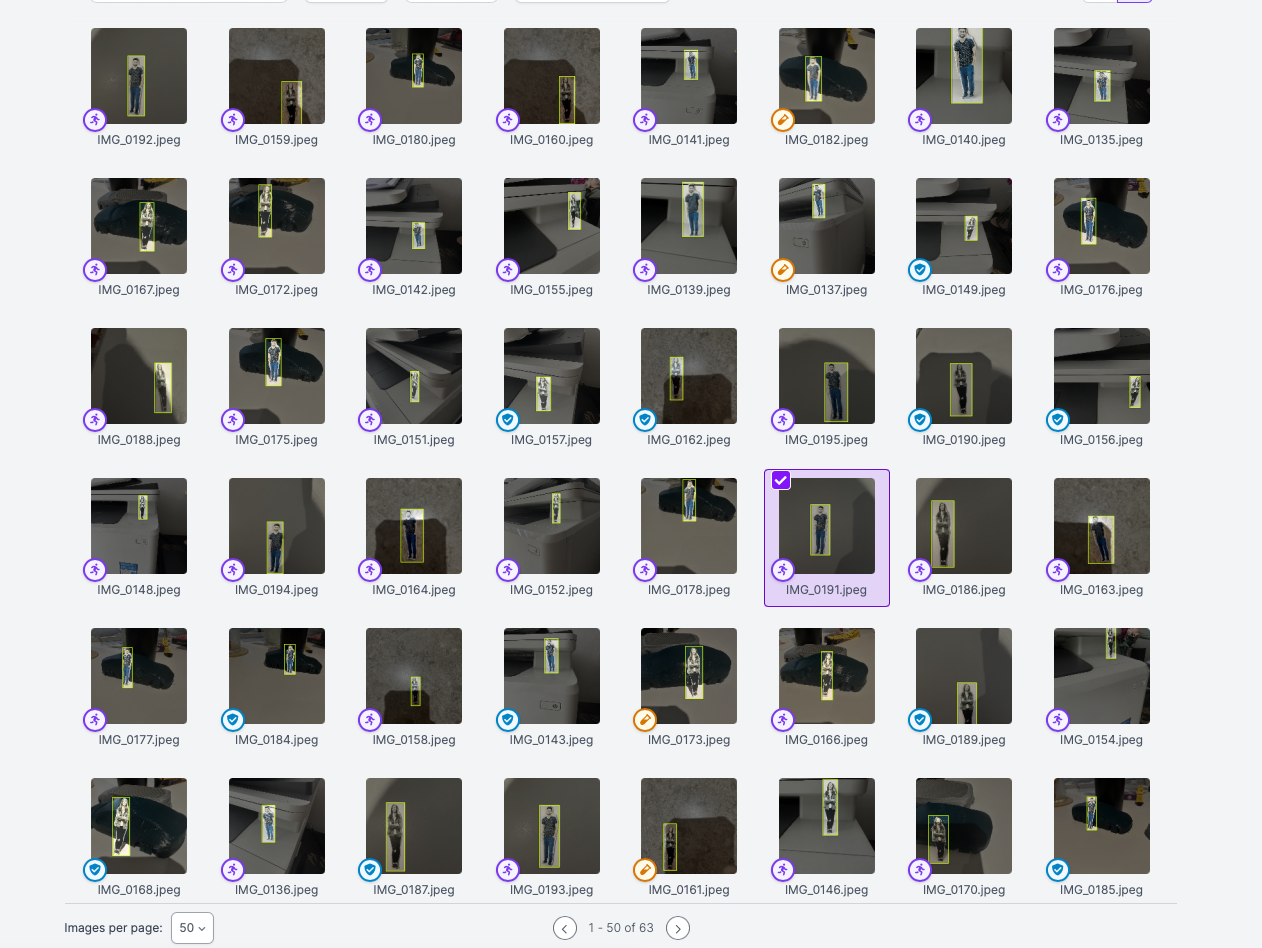 IMG_0192.jpeg IMG_0159.jpeg IMG_0180.jpeg IMG_0160.jpeg IMG_0141.jpeg IMG_0182.jpeg IMG_0140.jpeg IMG_0135.jpeg
IMG_0167.jpeg IMG_0172.jpeg IMG_0142.jpeg IMG_0155.jpeg IMG_0139.jpeg IMG_0137.jpeg IMG_0149.jpeg IMG_0176.jpeg
IMG_0188.jpeg IMG_0175.jpeg IMG_0151.jpeg IMG_0157.jpeg IMG_0162.jpeg IMG_0195.jpeg IMG_0190.jpeg IMG_0156.jpeg
IMG_0148.jpeg IMG_0194.jpeg IMG_0164.jpeg IMG_0152.jpeg IMG_0178.jpeg IMG_0191.jpeg IMG_0186.jpeg IMG_0163.jpeg
IMG_0177.jpeg IMG_0184.jpeg IMG_0158.jpeg IMG_0143.jpeg IMG_0173.jpeg IMG_0166.jpeg IMG_0189.jpeg IMG_0154.jpeg
IMG_0168.jpeg IMG_0136.jpeg IMG_0187.jpeg IMG_0193.jpeg IMG_0161.jpeg IMG_0146.jpeg IMG_0170.jpeg IMG_0185.jpeg
Images per page: 50 1 - 50 of 63